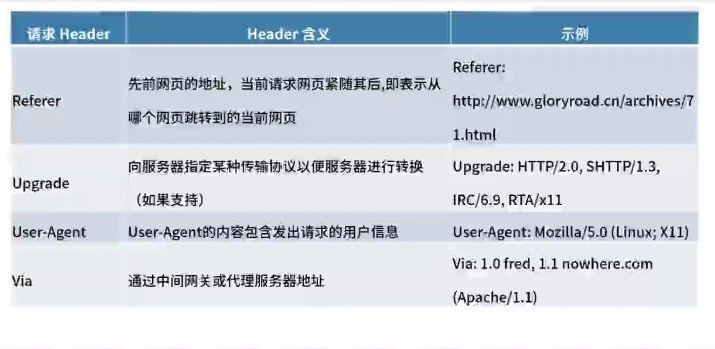 请求 Header	Header 含义	示例
Referer	先前网页的地址，当前请求网页紧随其后,即表示从
哪个网页跳转到的当前网页
Referer:
http://www.gloryroad.cn/archives/7
1.html
Upgrade	向服务器指定某种传输协议以便服务器进行转换
（如果支持）
Upgrade: HTTP/2.0, SHTTP/1.3,
IRC/6.9, RTA/x11
User-Agent	User-Agent的内容包含发出请求的用户信息	User-Agent: Mozilla/5.0 (Linux; X11)
Via	通过中间网关或代理服务器地址
Via: 1.0 fred, 1.1 nowhere.com
(Apache/1.1)